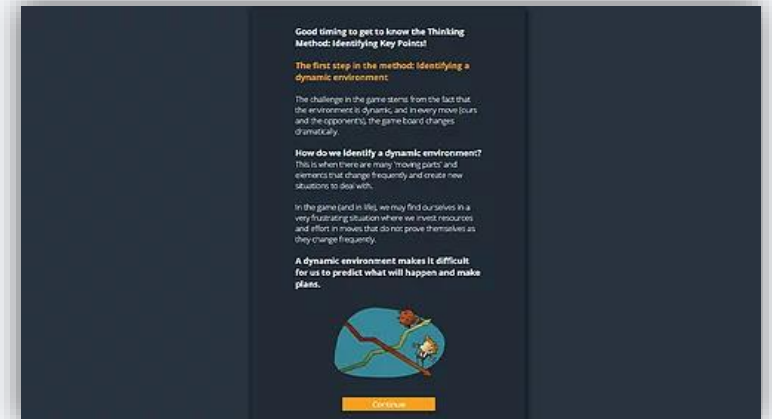 Good timing to get to know the Thinking
Method: Identifying Key Points!
The first step in the method: Identifying a
dynamic environment
The challenge in the game stems from the fact that
the environment is dynamic, and in every move (ours
and the opponent's), the game board changes
dramatically.
How do we identify a dynamic environment?
This is when there are many 'moving parts' and
elements that change frequently and create new
situations to deal with.
In the game (and in life), we may find ourselves in a
very frustrating situation where we invest resources
and effort in moves that do not prove themselves as
they change frequently.
A dynamic environment makes it difficult
for us to predict what will happen and make
plans.
Continue